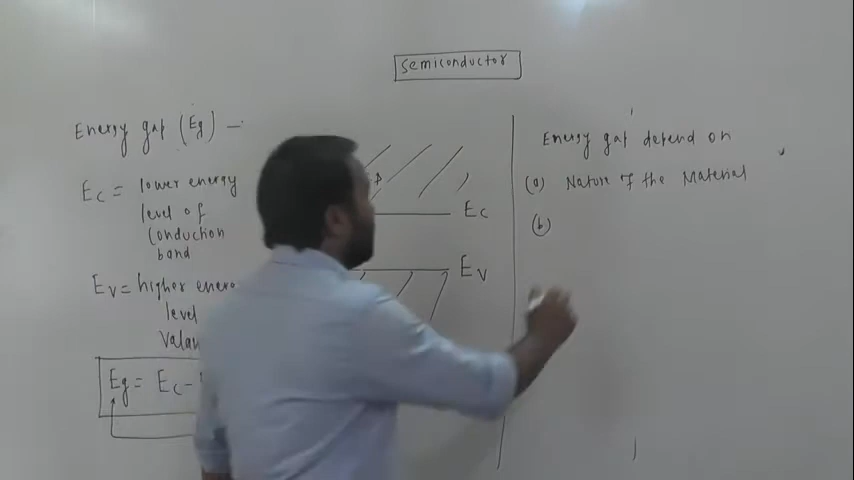 semiconductor
Energy gap (Eg) —
Ec = lower energy
level of
conduction
band
Ev = higher
level
Eg = Ec -
Ec
Ev
Energy gap depend on
(a) Nature of the Material
(b)